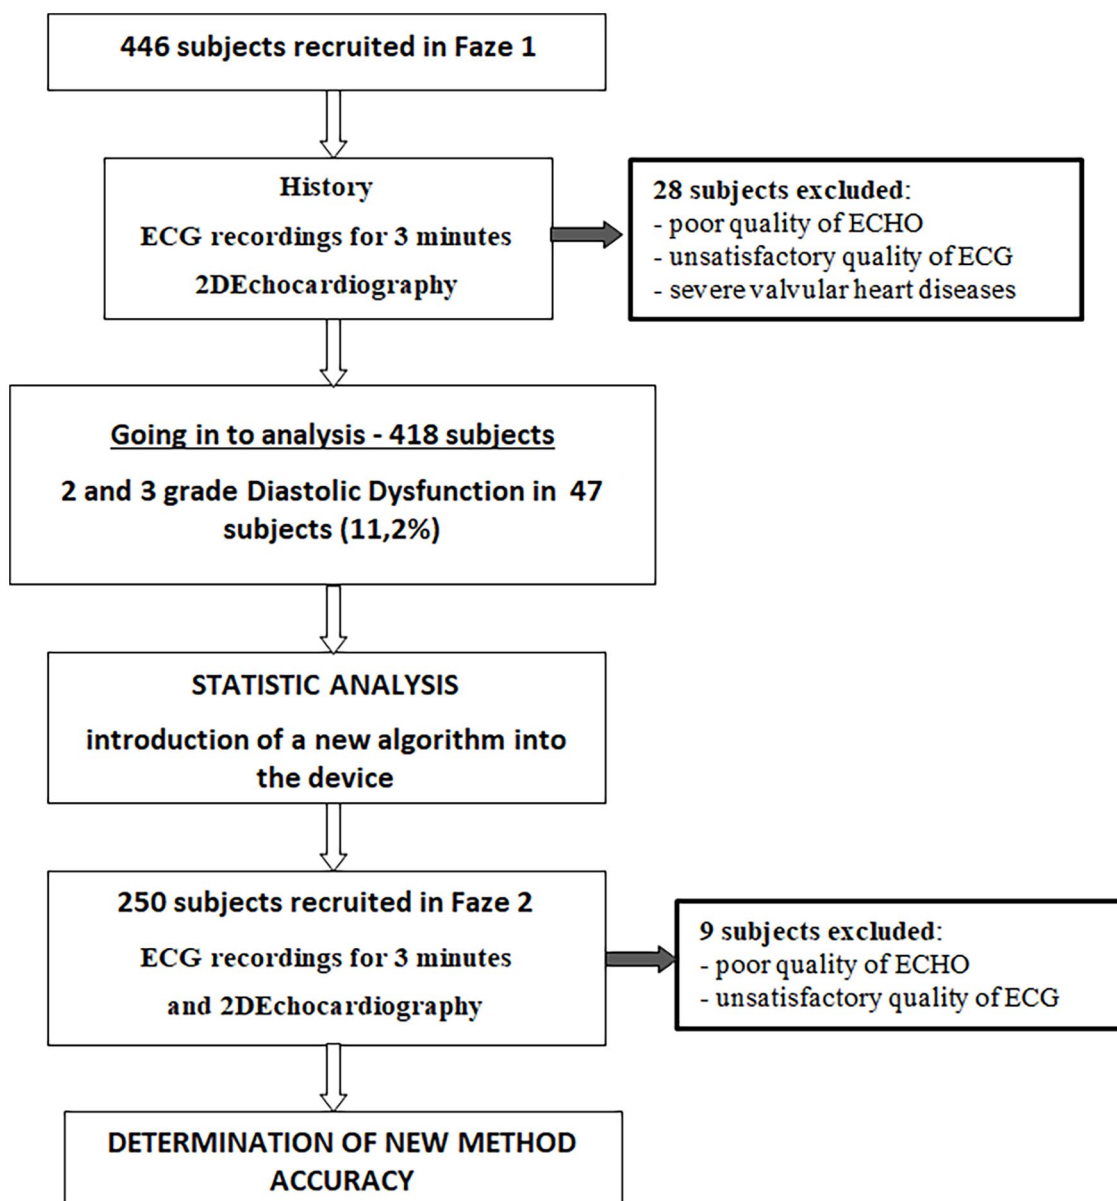 446 subjects recruited in Faze 1
History
ECG recordings for 3 minutes
2DEchocardiography
28 subjects excluded:
- poor quality of ECHO
- unsatisfactory quality of ECG
- severe valvular heart diseases
Going in to analysis - 418 subjects
2 and 3 grade Diastolic Dysfunction in 47
subjects (11,2%)
STATISTIC ANALYSIS
introduction of a new algorithm into
the device
250 subjects recruited in Faze 2
ECG recordings for 3 minutes
and 2DEchocardiography
9 subjects excluded:
- poor quality of ECHO
- unsatisfactory quality of ECG
DETERMINATION OF NEW METHOD
ACCURACY